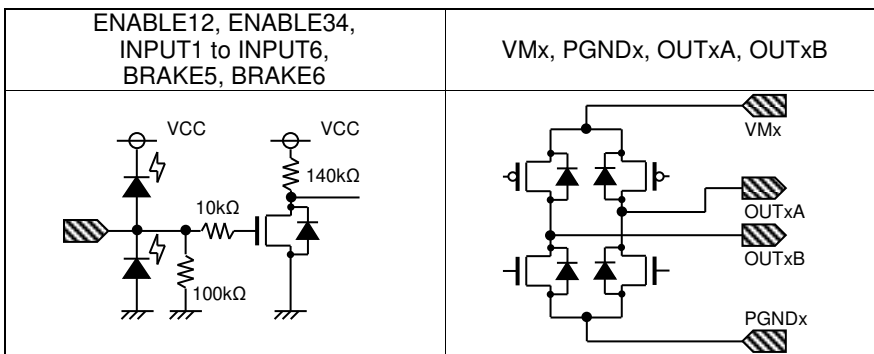 ENABLE12, ENABLE34,
INPUT1 to INPUT6,
BRAKE5, BRAKE6
VMx, PGNDx, OUTxA, OUTxB
VCC
VCC
140kΩ
10kΩ
100kΩ
VMx
OUTxA
OUTxB
PGNDx